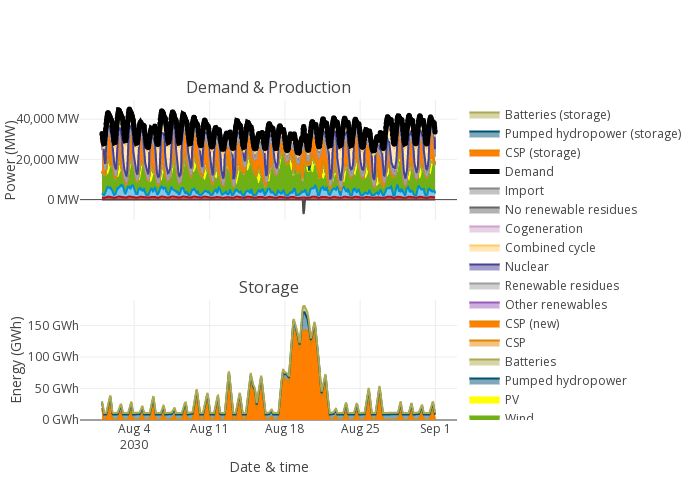 Demand & Production
Power (MW)
40,000 MW
20,000 MW
0 MW
Storage
Energy (GWh)
150 GWh
100 GWh
50 GWh
0 GWh
Aug 4
2030
Aug 11
Aug 18
Aug 25
Sep 1
Date & time
Batteries (storage)
Pumped hydropower (storage)
CSP (storage)
Demand
Import
No renewable residues
Cogeneration
Combined cycle
Nuclear
Renewable residues
Other renewables
CSP (new)
CSP
Batteries
Pumped hydropower
PV
Wind